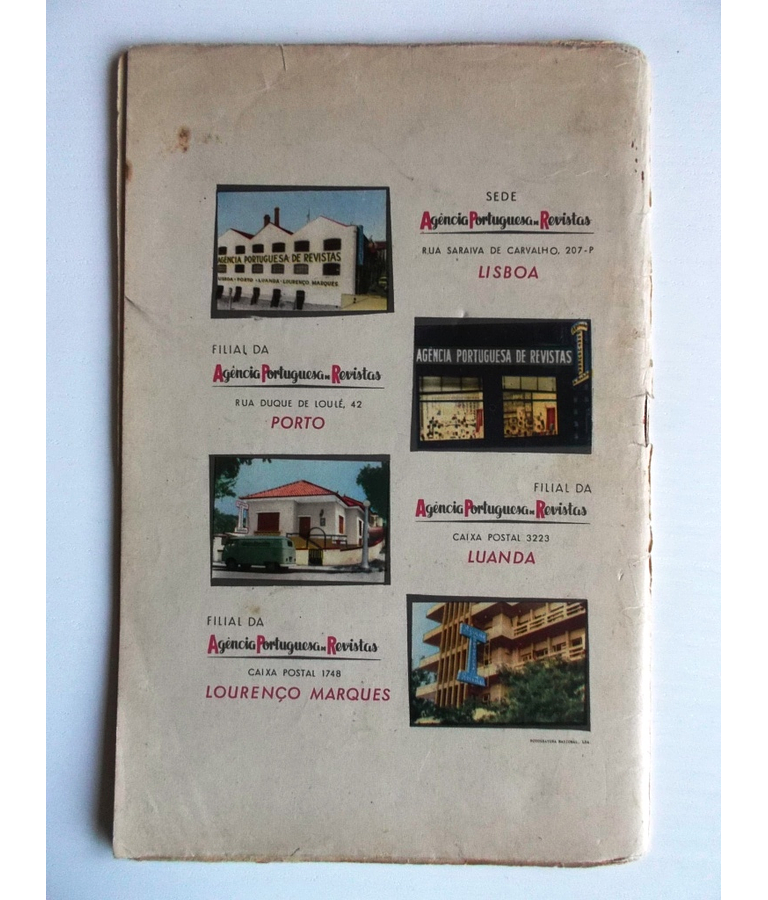 SEDE
Agência Portuguesa de Revistas
RUA SARAIVA DE CARVALHO, 207-P
LISBOA
AGÊNCIA PORTUGUESA DE REVISTAS
LISBOA - PORTO - LUANDA - LOURENÇO MARQUES
FILIAL DA
Agência Portuguesa de Revistas
RUA DUQUE DE LOULÉ, 42
PORTO
AGÊNCIA PORTUGUESA DE REVISTAS
FILIAL DA
Agência Portuguesa de Revistas
CAIXA POSTAL 3223
LUANDA
FILIAL DA
Agência Portuguesa de Revistas
CAIXA POSTAL 1748
LOURENÇO MARQUES
NACIONAL, LDA.